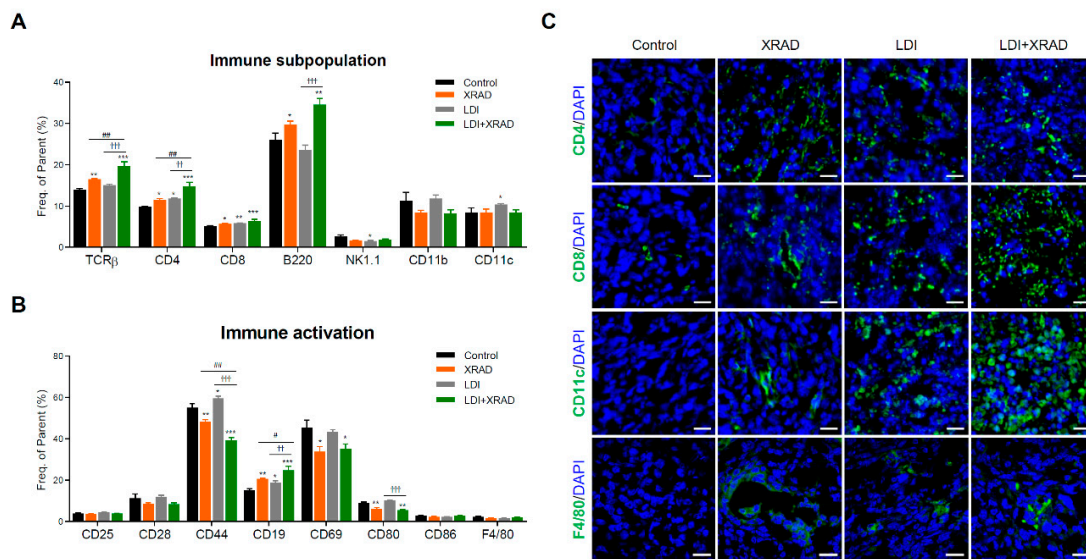 A
Immune subpopulation
Freq. of Parent (%)
40
30
20
10
0
Control
XRAD
LDI
LDI+XRAD
##
†††
**
***
##
††
*
*
***
*
**
***
†††
*
**
*
*
TCRβ CD4 CD8 B220 NK1.1 CD11b CD11c
B
Immune activation
Freq. of Parent (%)
80
60
40
20
0
Control
XRAD
LDI
LDI+XRAD
##
†††
**
*
***
#
††
**
*
***
*
*
†††
**
**
CD25 CD28 CD44 CD19 CD69 CD80 CD86 F4/80
C
Control XRAD LDI LDI+XRAD
CD4/DAPI
CD8/DAPI
CD11c/DAPI
F4/80/DAPI